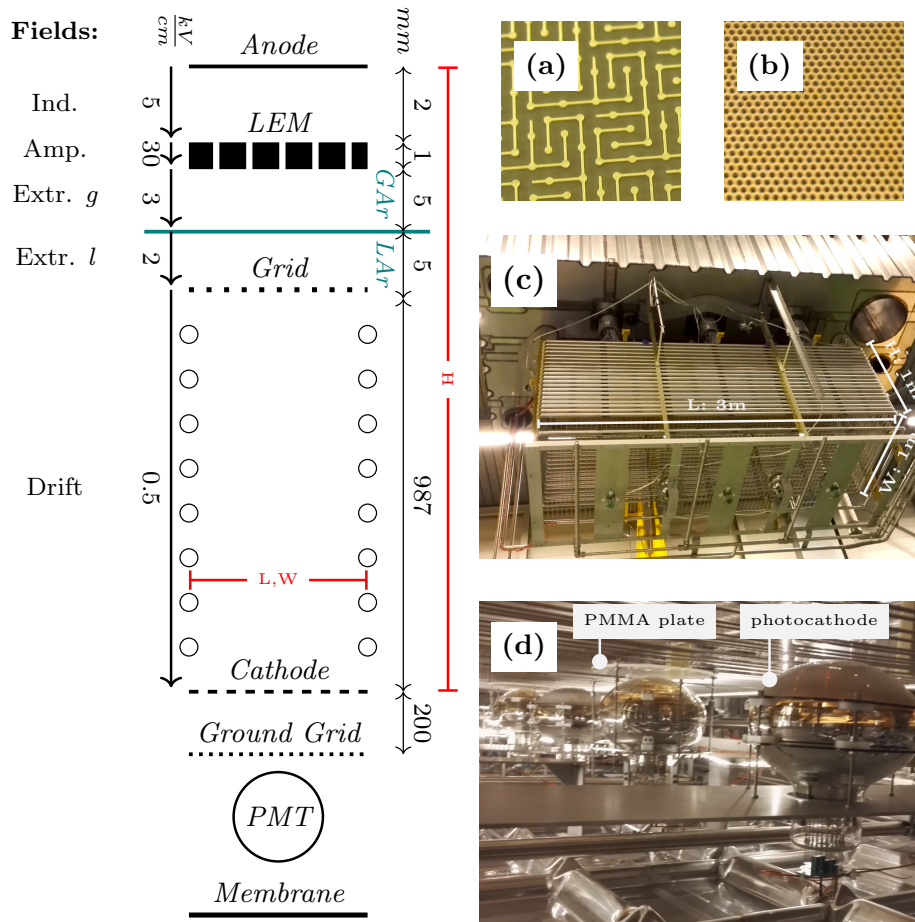 Fields:
kV
cm
mm
Anode
Ind.
5
2
LEM
Amp.
30
1
Extr. g
3
GAr
5
Extr. l
2
LAr
5
Grid
H
Drift
0.5
987
L,W
Cathode
200
Ground Grid
PMT
Membrane
(a)
(b)
(c)
H: 1m
L: 3m
W: 1m
(d)
PMMA plate
photocathode